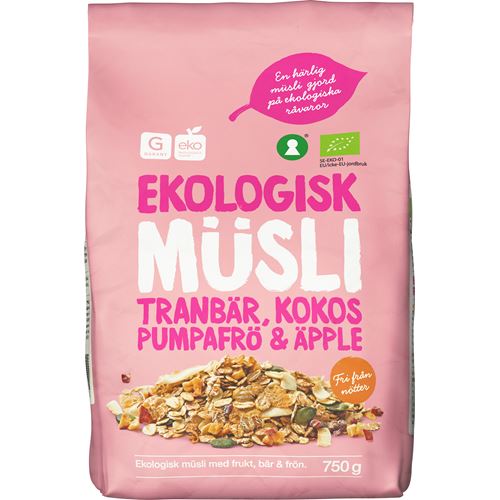 En härlig
müsli gjord
på ekologiska
råvaror
G
GARANT
eko
SE-EKO-01
EU/icke-EU-jordbruk
EKOLOGISK
MÜSLI
TRANBÄR, KOKOS
PUMPAFRÖ & ÄPPLE
Fri från
nötter
Ekologisk müsli med frukt, bär & frön.
750 g